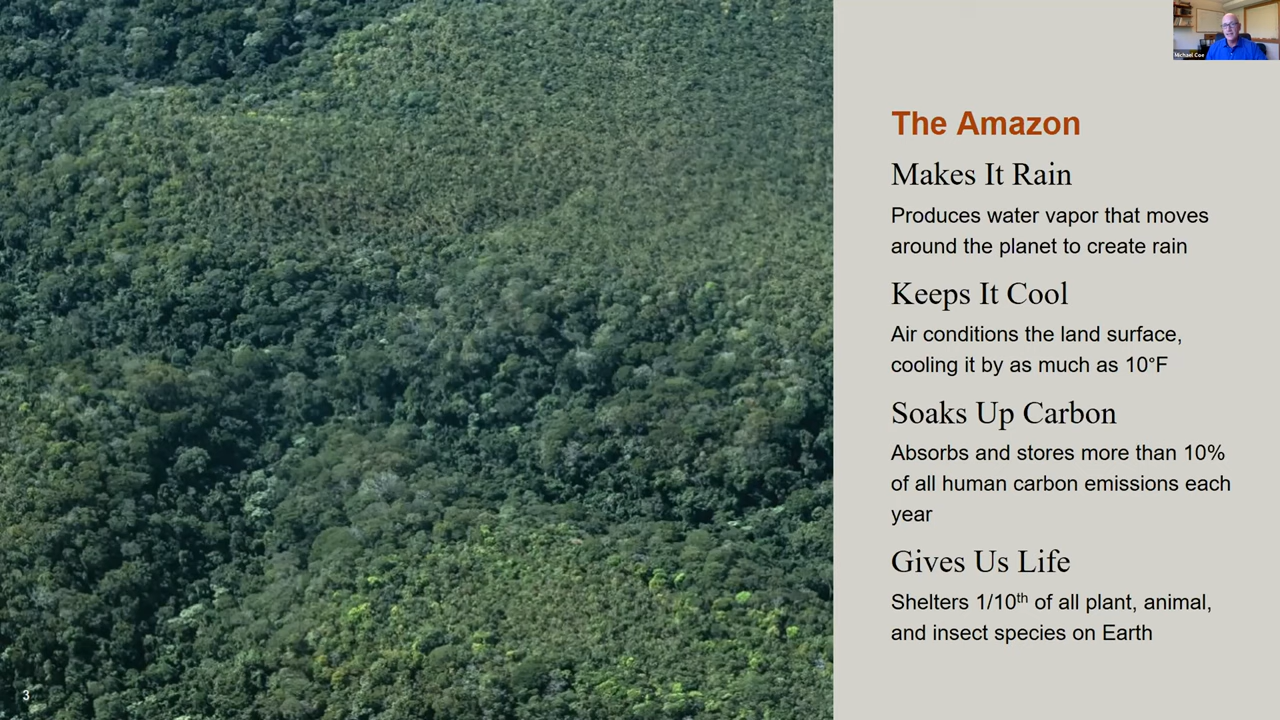 Michael Coe
The Amazon
Makes It Rain
Produces water vapor that moves
around the planet to create rain
Keeps It Cool
Air conditions the land surface,
cooling it by as much as 10°F
Soaks Up Carbon
Absorbs and stores more than 10%
of all human carbon emissions each
year
Gives Us Life
Shelters 1/10th of all plant, animal,
and insect species on Earth
3